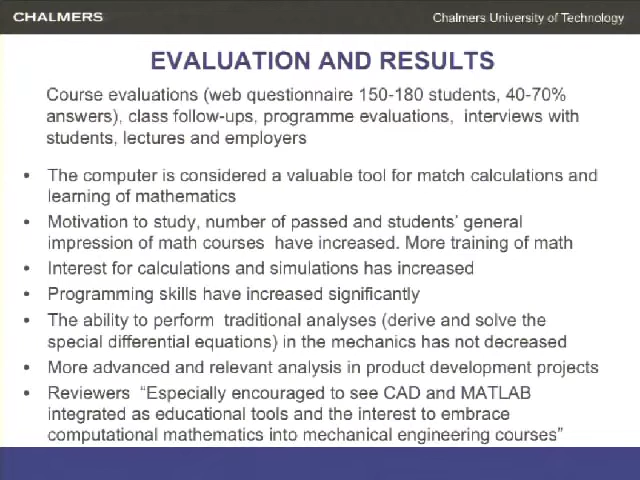 CHALMERS
Chalmers University of Technology
EVALUATION AND RESULTS
Course evaluations (web questionnaire 150-180 students, 40-70%
answers), class follow-ups, programme evaluations, interviews with
students, lectures and employers
• The computer is considered a valuable tool for match calculations and
learning of mathematics
• Motivation to study, number of passed and students’ general
impression of math courses have increased. More training of math
• Interest for calculations and simulations has increased
• Programming skills have increased significantly
• The ability to perform traditional analyses (derive and solve the
special differential equations) in the mechanics has not decreased
• More advanced and relevant analysis in product development projects
• Reviewers “Especially encouraged to see CAD and MATLAB
integrated as educational tools and the interest to embrace
computational mathematics into mechanical engineering courses”